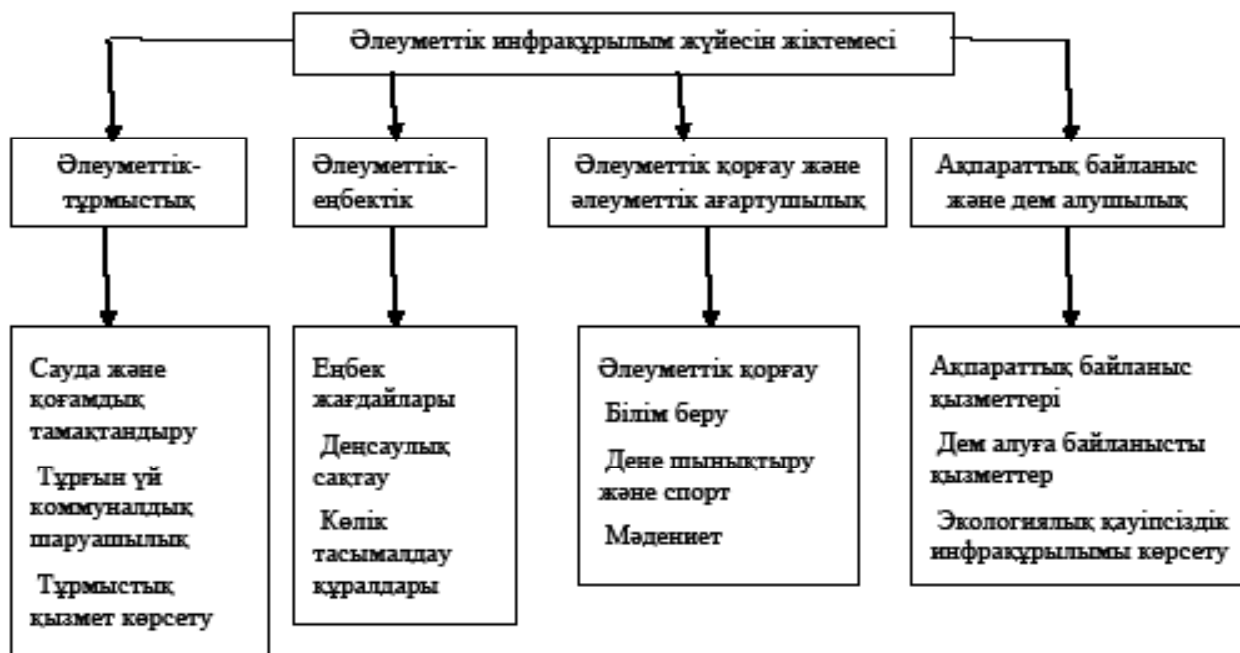 Әлеуметтік инфрақұрылым жүйесін жіктемесі
Әлеуметтік-
тұрмыстық
Әлеуметтік-
еңбектік
Әлеуметтік қорғау және
әлеуметтік ағартушылық
Ақпараттық байланыс
және дем алушылық
Сауда және
қоғамдық
тамақтандыру
Тұрғын үй
коммуналдық
шаруашылық
Тұрмыстық
қызмет көрсету
Еңбек
жағдайлары
Деңсаулық
сақтау
Көлік
тасымалдау
құралдары
Әлеуметтік қорғау
Білім беру
Дене шынықтыру
және спорт
Мәдениет
Ақпараттық байланыс
қызметтері
Дем алуға байланысты
қызметтер
Экологиялық қауіпсіздік
инфрақұрылымы көрсету